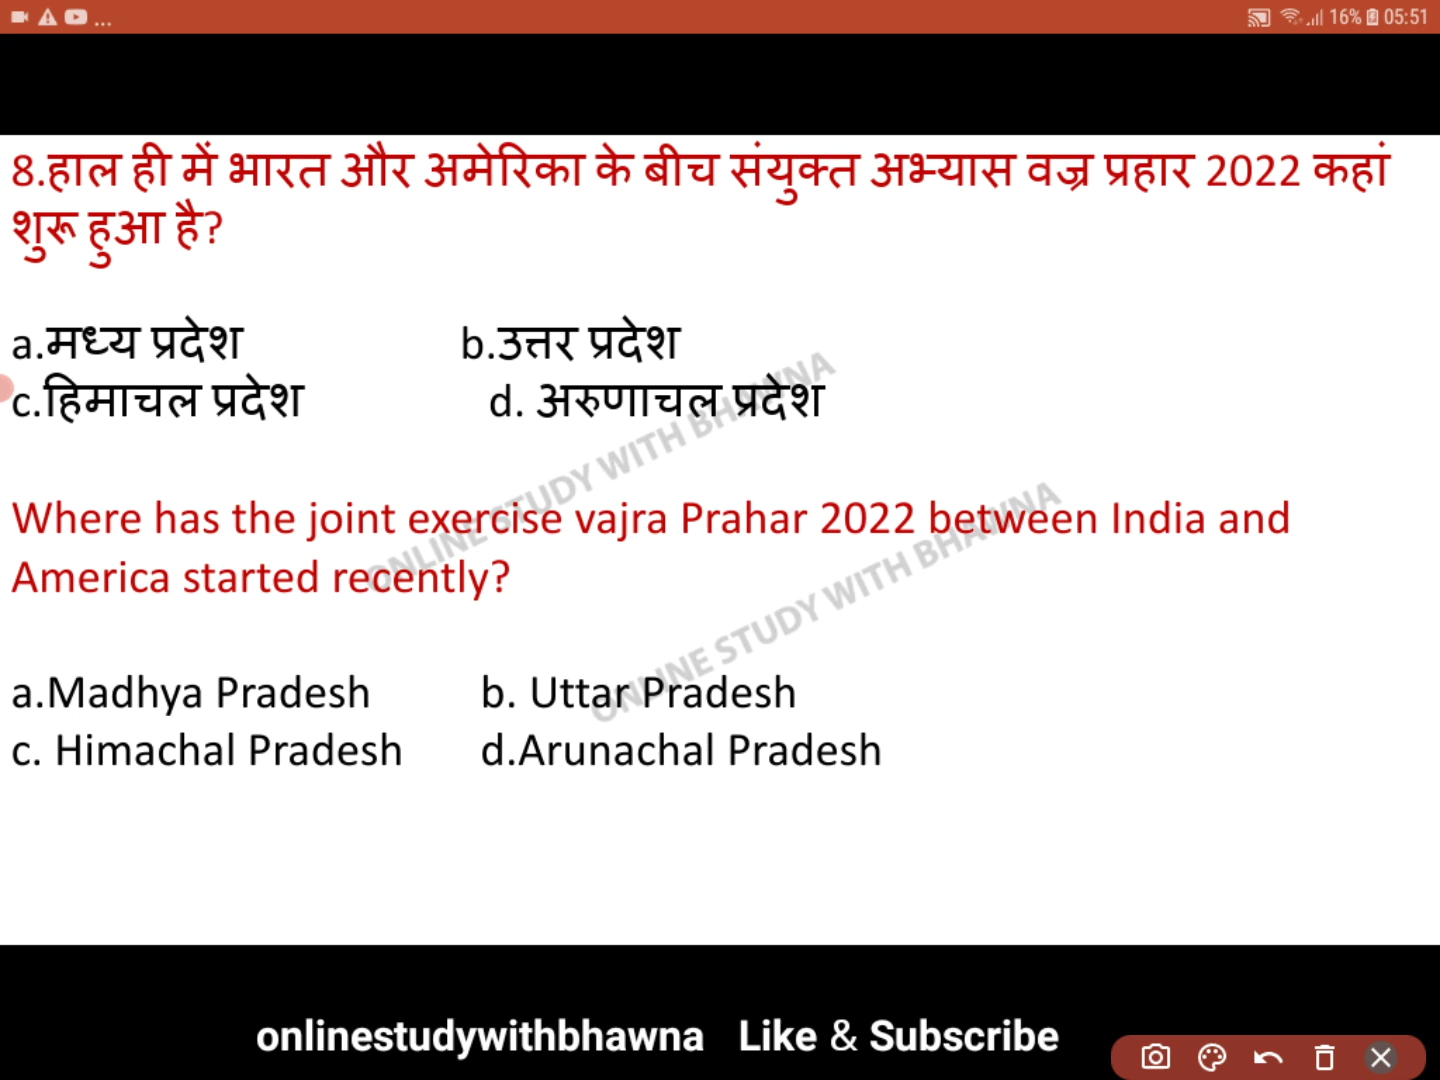 ... 16% 05:51
8.हाल ही में भारत और अमेरिका के बीच संयुक्त अभ्यास वज्र प्रहार 2022 कहां
शुरू हुआ है?
a.मध्य प्रदेश b.उत्तर प्रदेश
c.हिमाचल प्रदेश d. अरुणाचल प्रदेश
ONLINE STUDY WITH BHAWNA
Where has the joint exercise vajra Prahar 2022 between India and
America started recently?
ONLINE STUDY WITH BHAWNA
a.Madhya Pradesh b. Uttar Pradesh
c. Himachal Pradesh d.Arunachal Pradesh
onlinestudywithbhawna Like & Subscribe